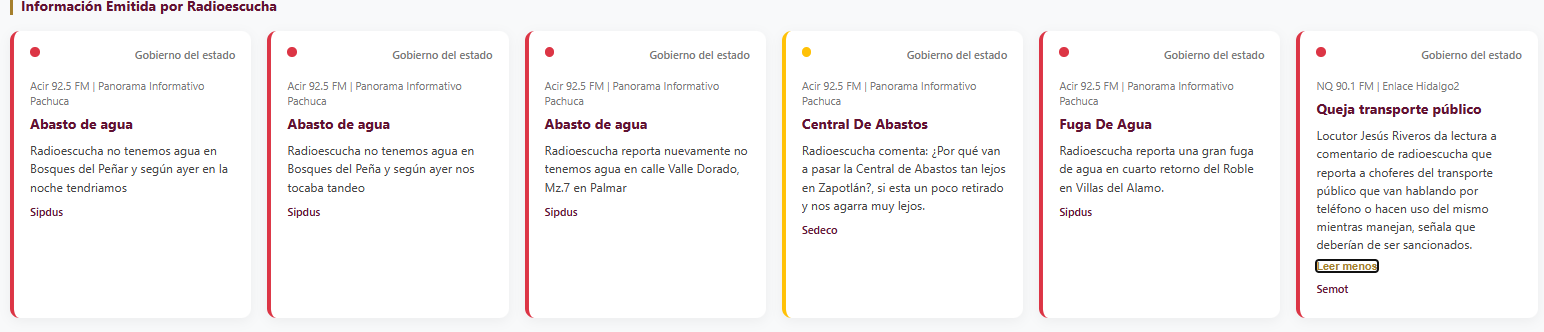 Información Emitida por Radioescucha
Gobierno del estado
Acir 92.5 FM | Panorama Informativo
Pachuca
Abasto de agua
Radioescucha no tenemos agua en
Bosques del Peñar y según ayer en la
noche tendriamos
Sipdus
Gobierno del estado
Acir 92.5 FM | Panorama Informativo
Pachuca
Abasto de agua
Radioescucha no tenemos agua en
Bosques del Peña y según ayer nos
tocaba tandeo
Sipdus
Gobierno del estado
Acir 92.5 FM | Panorama Informativo
Pachuca
Abasto de agua
Radioescucha reporta nuevamente no
tenemos agua en calle Valle Dorado,
Mz.7 en Palmar
Sipdus
Gobierno del estado
Acir 92.5 FM | Panorama Informativo
Pachuca
Central De Abastos
Radioescucha comenta: ¿Por qué van
a pasar la Central de Abastos tan lejos
en Zapotlán?, si esta un poco retirado
y nos agarra muy lejos.
Sedeco
Gobierno del estado
Acir 92.5 FM | Panorama Informativo
Pachuca
Fuga De Agua
Radioescucha reporta una gran fuga
de agua en cuarto retorno del Roble
en Villas del Alamo.
Sipdus
Gobierno del estado
NQ 90.1 FM | Enlace Hidalgo2
Queja transporte público
Locutor Jesús Riveros da lectura a
comentario de radioescucha que
reporta a choferes del transporte
público que van hablando por
teléfono o hacen uso del mismo
mientras manejan, señala que
deberían de ser sancionados.
Leer menos
Semot